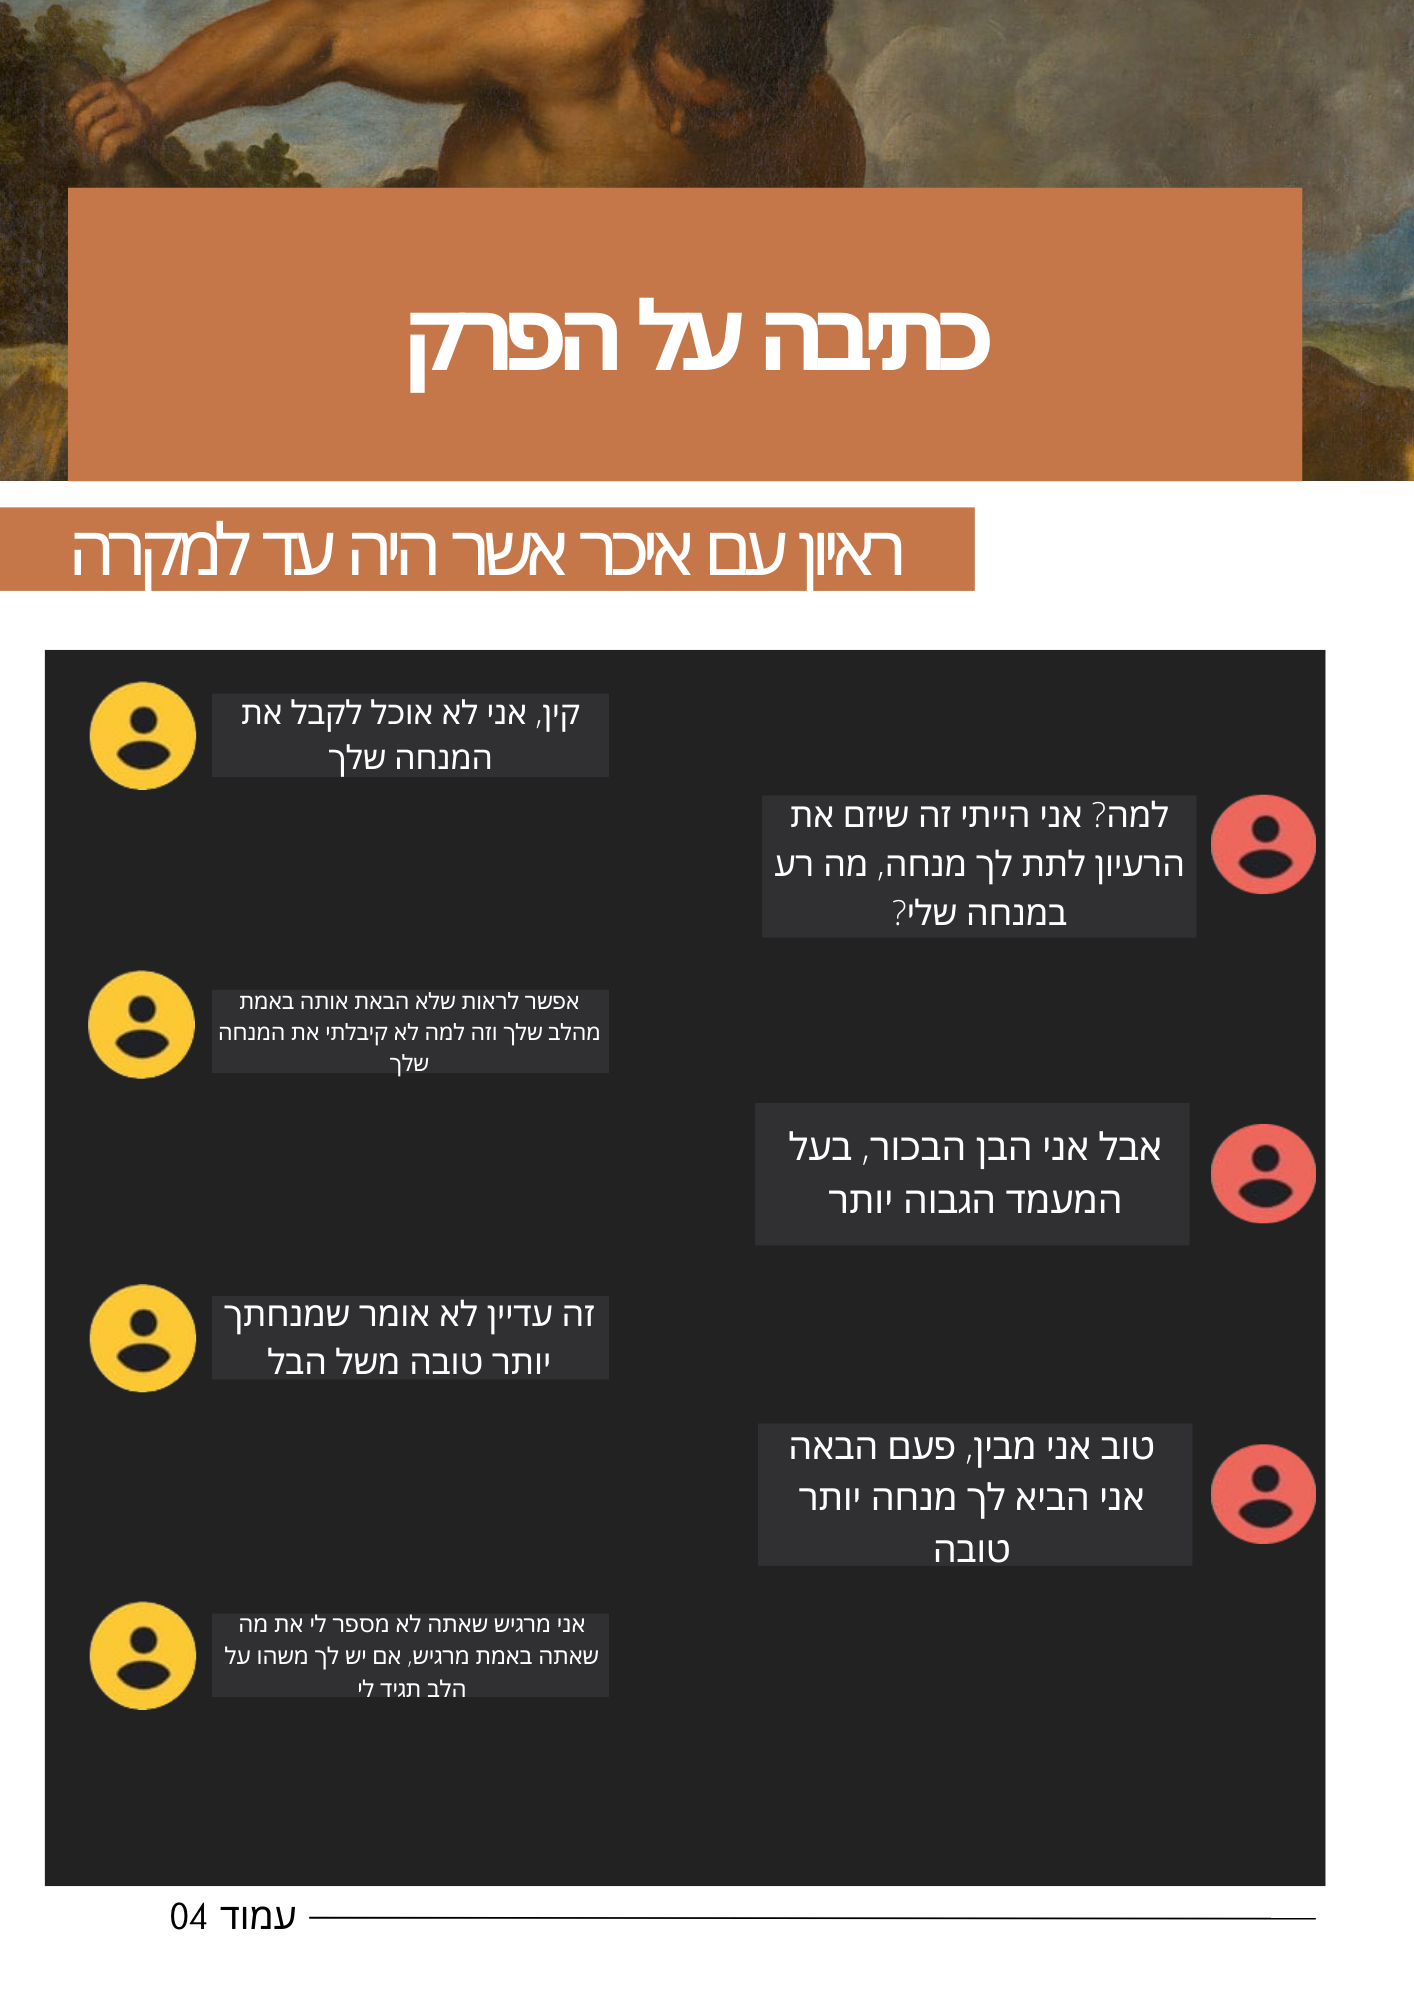 כתיבה על הפרק
ראיון עם איכר אשר היה עד למקרה
קין, אני לא אוכל לקבל את
המנחה שלך
למה? אני הייתי זה שיזם את
הרעיון לתת לך מנחה, מה רע
במנחה שלי?
אפשר לראות שלא הבאת אותה באמת
מהלב שלך וזה למה לא קיבלתי את המנחה
שלך
אבל אני הבן הבכור, בעל
המעמד הגבוה יותר
זה עדיין לא אומר שמנחתך
יותר טובה משל הבל
טוב אני מבין, פעם הבאה
אני הביא לך מנחה יותר
טובה
אני מרגיש שאתה לא מספר לי את מה
שאתה באמת מרגיש, אם יש לך משהו על
הלב תגיד לי
עמוד 04